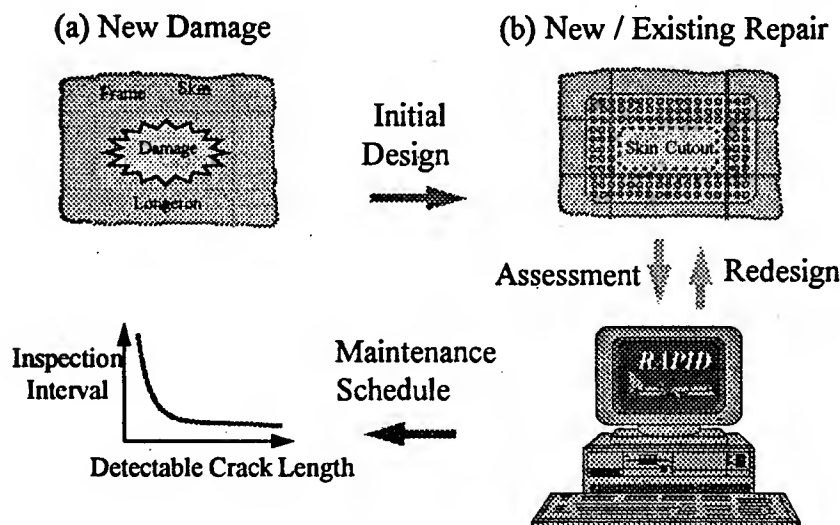 (a) New Damage
(b) New / Existing Repair
Frame
Skin
Damage
Longeron
Initial
Design
Skin Cutout
Assessment
Redesign
RAPID
Inspection
Interval
Detectable Crack Length
Maintenance
Schedule